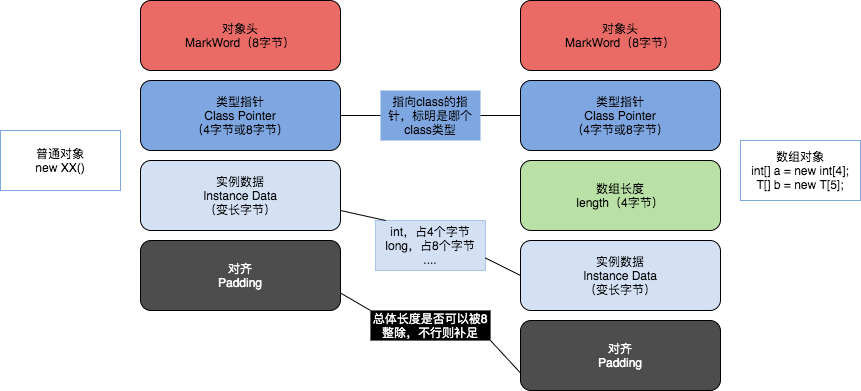 对象头
MarkWord（8字节）
类型指针
Class Pointer
（4字节或8字节）
普通对象
new XX()
实例数据
Instance Data
（变长字节）
对齐
Padding
指向class的指
针，标明是哪个
class类型
int，占4个字节
long，占8个字节
....
总体长度是否可以被8
整除，不行则补足
对象头
MarkWord（8字节）
类型指针
Class Pointer
（4字节或8字节）
数组长度
length（4字节）
实例数据
Instance Data
（变长字节）
对齐
Padding
数组对象
int[] a = new int[4];
T[] b = new T[5];